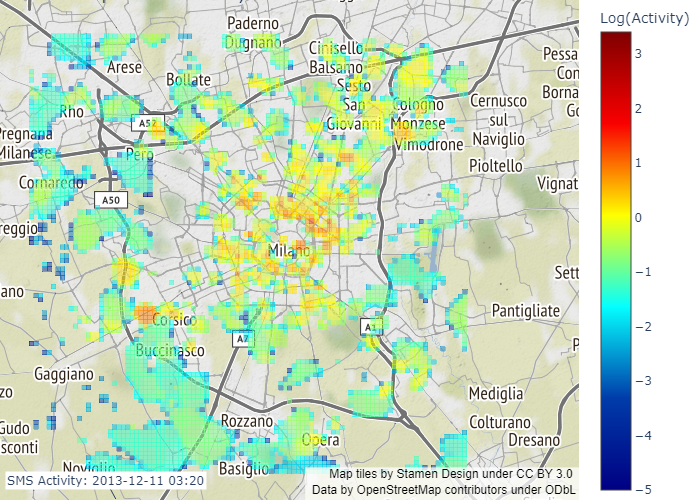 Log(Activity)
3
2
1
0
−1
−2
−3
−4
−5
Paderno
Dugnano
Cinisello
Balsamo
Arese
Bollate
Sesto
San
Giovanni
Cologno
Monzese
Cernusco
sul
Naviglio
Pessa
Borna
Rho
A52
Pregnana
Milanese
Pero
Vimodrone
Pioltello
Cornaredo
A50
Vignat
reggio
Milano
Sett
ano
Corsico
A7
A1
Pantigliate
Buccinasco
Gaggiano
Mediglia
Rozzano
Opera
Colturano
Dresano
Gudo
sconti
Noviglio
Basiglio
SMS Activity: 2013-12-11 03:20
Map tiles by Stamen Design under CC BY 3.0
Data by OpenStreetMap contributors under ODbL